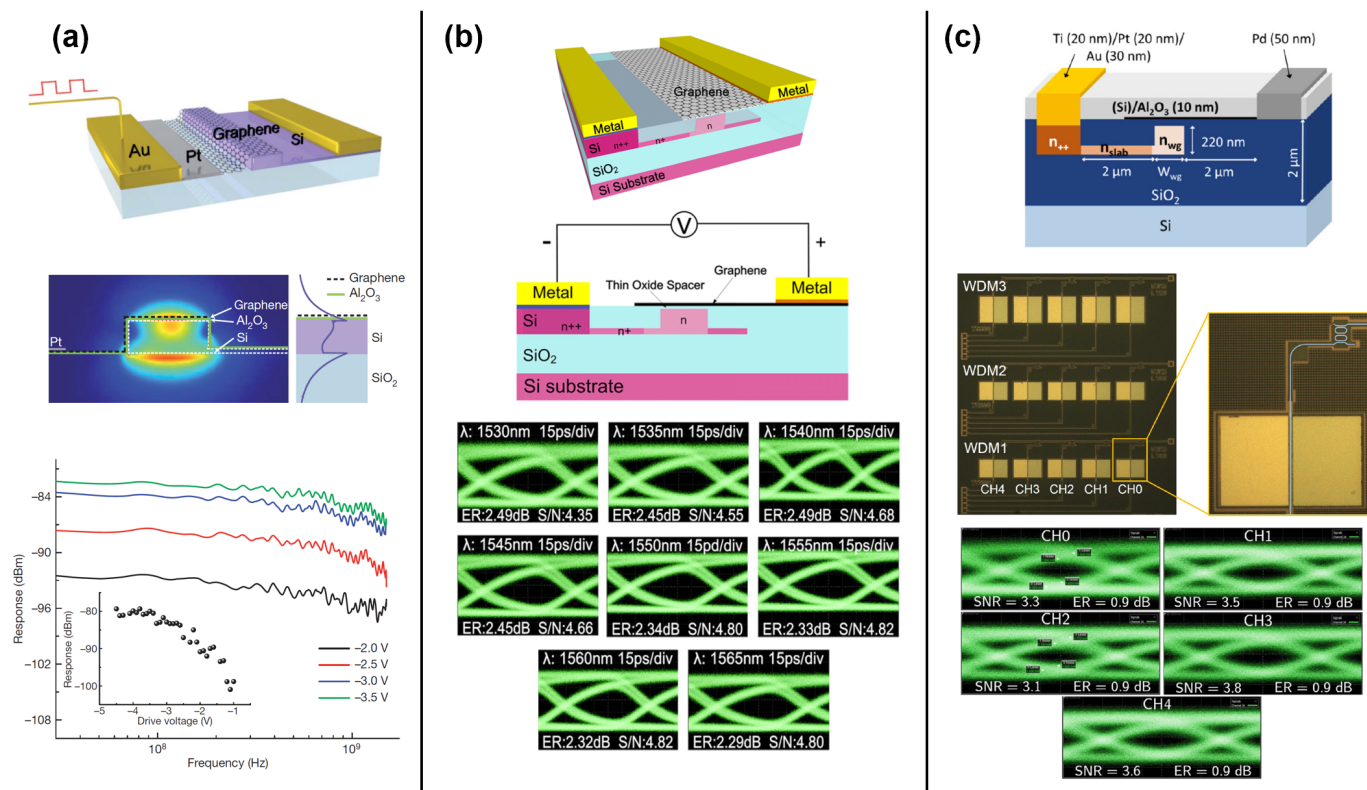 (a)
Au
Pt
Graphene
Si
Graphene
Al₂O₃
Pt
Graphene
Al₂O₃
Si
Si
SiO₂
Response (dBm)
−84
−90
−96
−102
−108
Response (dBm)
−80
−90
−100
−5 −4 −3 −2 −1 0
Drive voltage (V)
−2.0 V
−2.5 V
−3.0 V
−3.5 V
10⁸ 10⁹
Frequency (Hz)
(b)
Graphene
Metal
Metal
Si n++ n
SiO₂
Si Substrate
V
- +
Graphene
Thin Oxide Spacer
Metal Metal
Si n++ n+ n
SiO₂
Si substrate
λ: 1530nm 15ps/div
ER:2.49dB S/N:4.35
λ: 1535nm 15ps/div
ER:2.45dB S/N:4.55
λ: 1540nm 15ps/div
ER:2.49dB S/N:4.68
λ: 1545nm 15ps/div
ER:2.45dB S/N:4.66
λ: 1550nm 15pd/div
ER:2.34dB S/N:4.80
λ: 1555nm 15ps/div
ER:2.33dB S/N:4.82
λ: 1560nm 15ps/div
ER:2.32dB S/N:4.82
λ: 1565nm 15ps/div
ER:2.29dB S/N:4.80
(c)
Ti (20 nm)/Pt (20 nm)/
Au (30 nm)
Pd (50 nm)
(Si)/Al₂O₃ (10 nm)
n++
n_slab
n_wg
220 nm
2 µm
W_wg
2 µm
2 µm
SiO₂
Si
WDM3
WDM2
WDM1
CH4 CH3 CH2 CH1 CH0
CH0
SNR = 3.3 ER = 0.9 dB
CH1
SNR = 3.5 ER = 0.9 dB
CH2
SNR = 3.1 ER = 0.9 dB
CH3
SNR = 3.8 ER = 0.9 dB
CH4
SNR = 3.6 ER = 0.9 dB